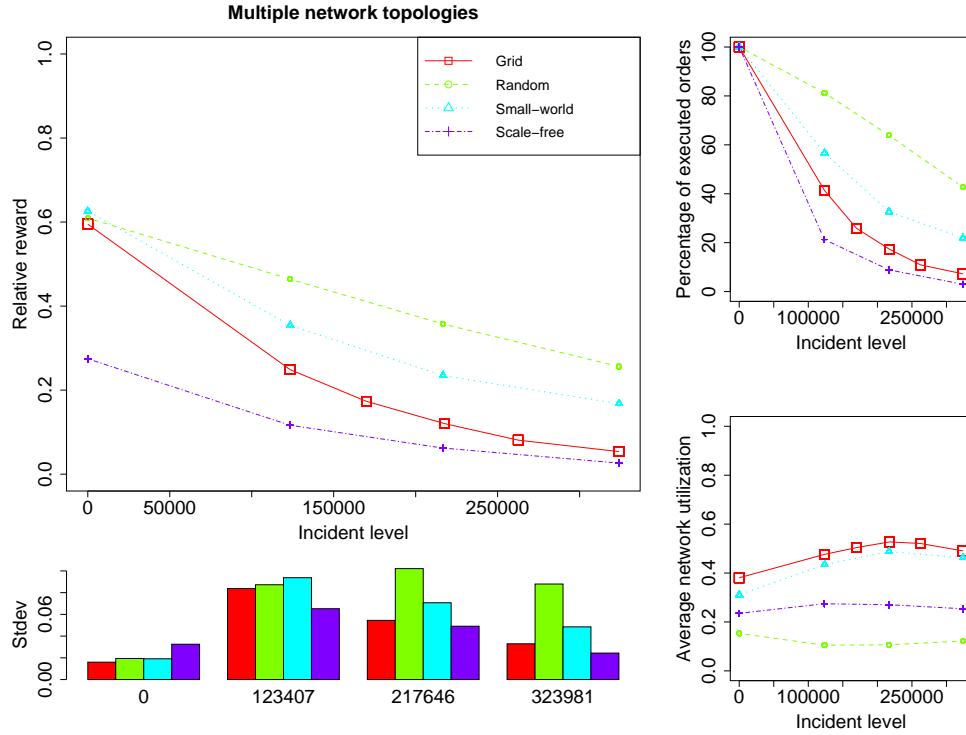 Multiple network topologies
Relative reward
0.0 0.2 0.4 0.6 0.8 1.0
Grid
Random
Small−world
Scale−free
0 50000 150000 250000
Incident level
Percentage of executed orders
0 20 40 60 80 100
0 100000 250000
Incident level
Stdev
0.00 0.06
0 123407 217646 323981
Average network utilization
0.0 0.2 0.4 0.6 0.8 1.0
0 100000 250000
Incident level